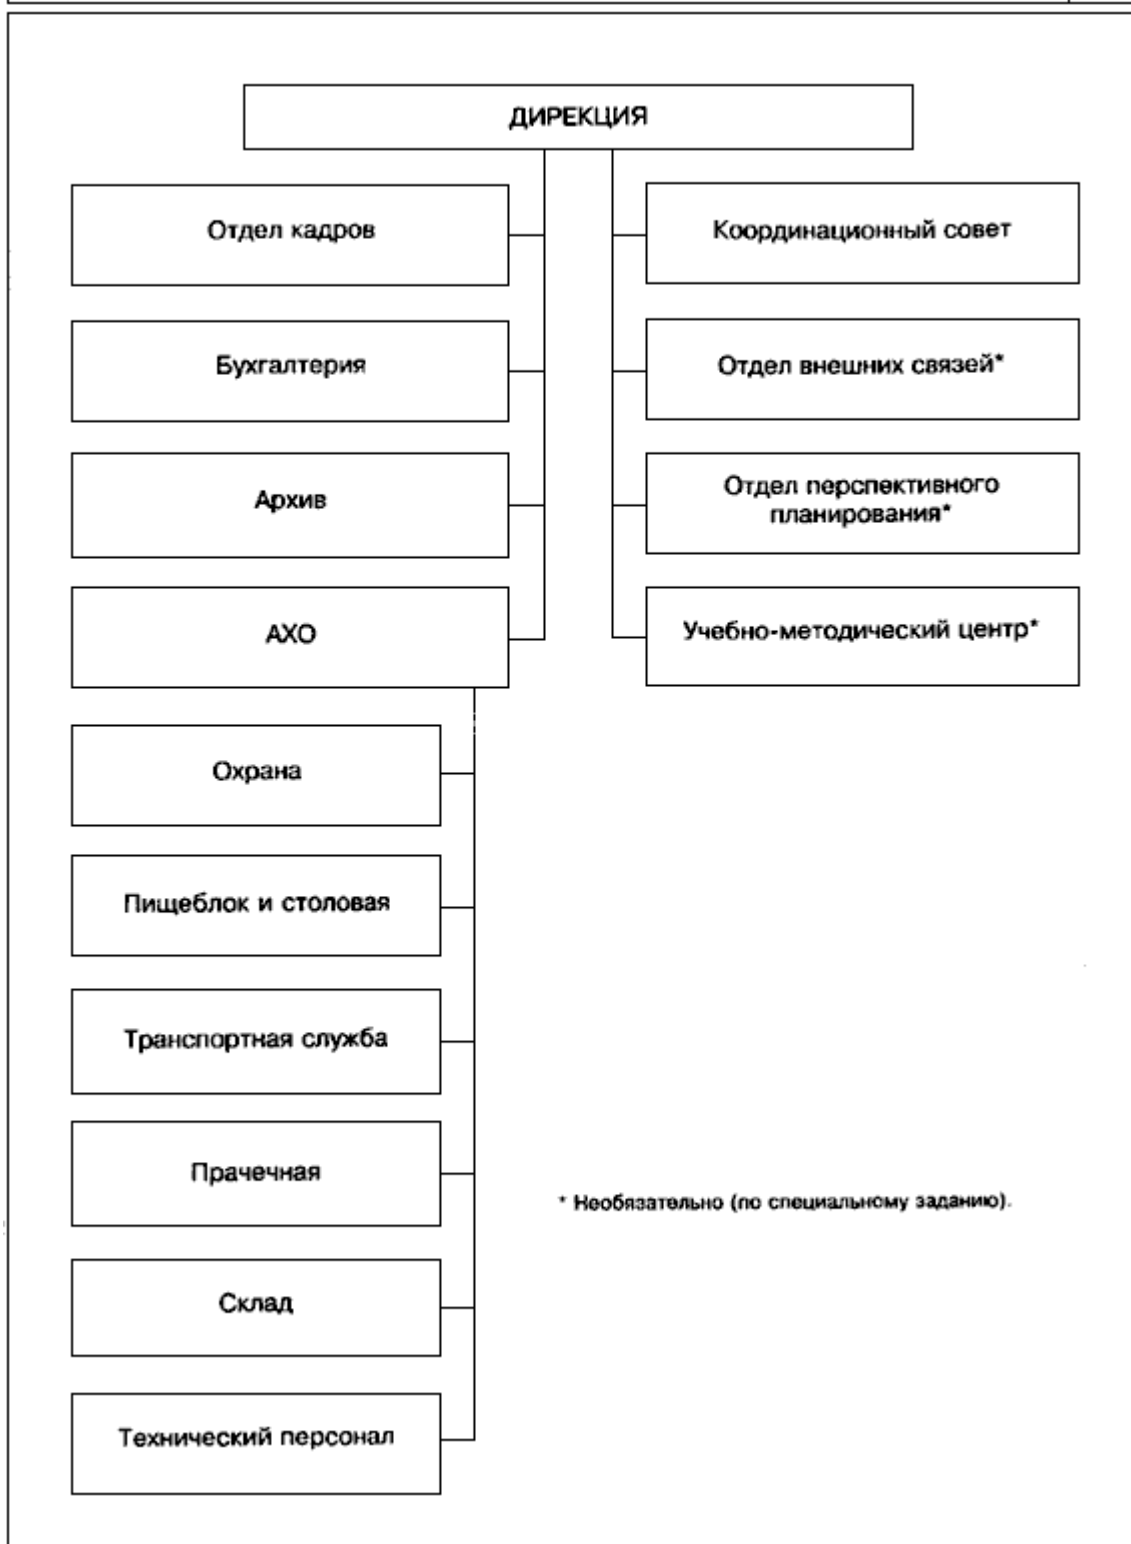 ДИРЕКЦИЯ
Отдел кадров
Координационный совет
Бухгалтерия
Отдел внешних связей*
Архив
Отдел перспективного
планирования*
АХО
Учебно-методический центр*
Охрана
Пищеблок и столовая
Транспортная служба
Прачечная
* Необязательно (по специальному заданию).
Склад
Технический персонал